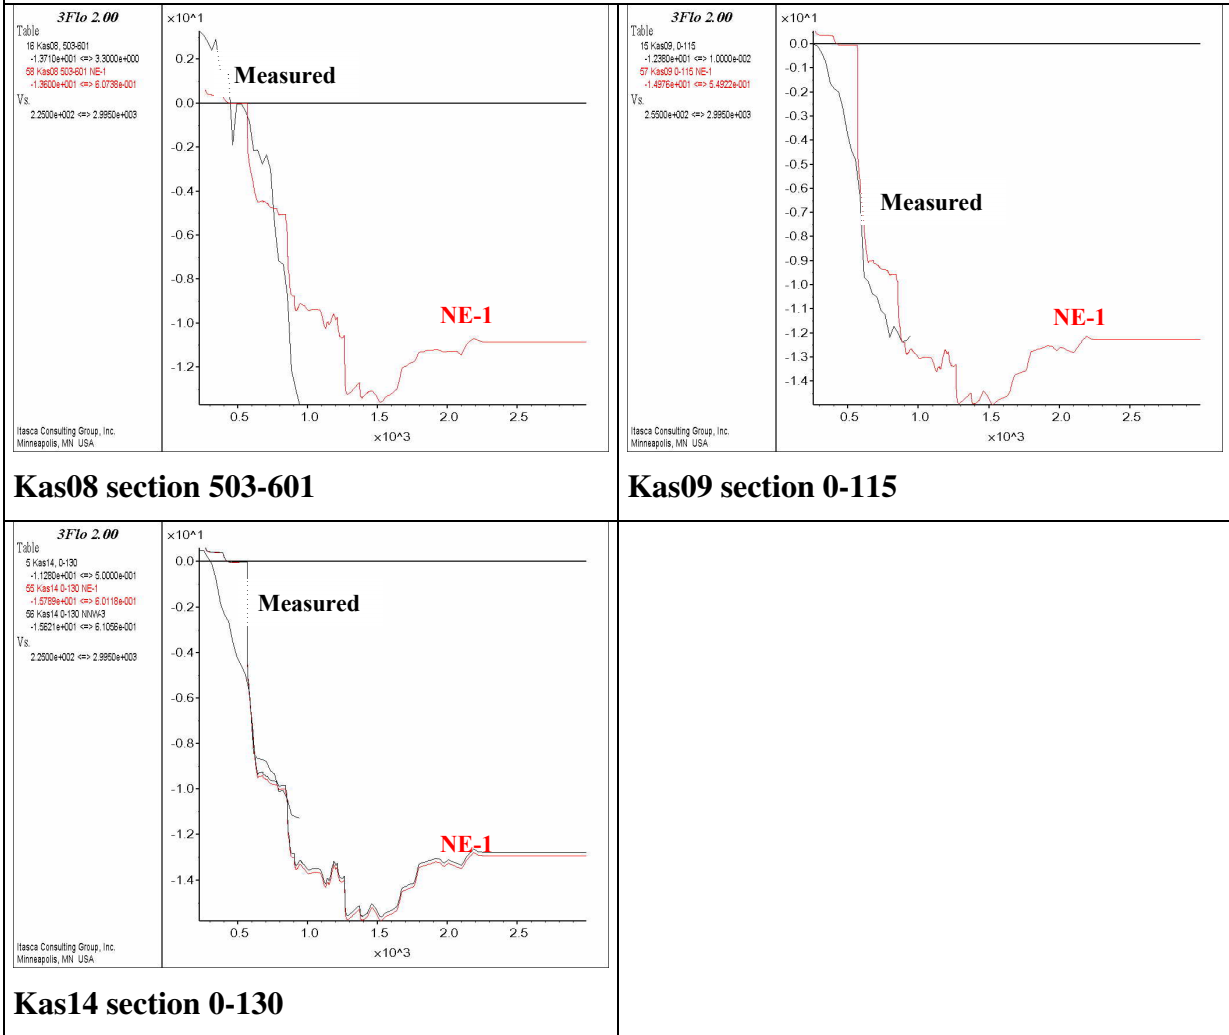 3Flo 2.00
Table
16 Kas08, 503-601
-1.3710e+001 <=> 3.3000e+000
58 Kas08 503-601 NE-1
-1.3600e+001 <=> 6.0738e-001
Vs.
2.2500e+002 <=> 2.9950e+003
Itasca Consulting Group, Inc.
Minneapolis, MN USA
×10^1
0.2
0.0
-0.2
-0.4
-0.6
-0.8
-1.0
-1.2
Measured
NE-1
0.5 1.0 1.5 2.0 2.5
×10^3
Kas08 section 503-601
3Flo 2.00
Table
15 Kas09, 0-115
-1.2380e+001 <=> 1.0000e-002
57 Kas09 0-115 NE-1
-1.4976e+001 <=> 5.4922e-001
Vs.
2.5500e+002 <=> 2.9950e+003
Itasca Consulting Group, Inc.
Minneapolis, MN USA
×10^1
0.0
-0.1
-0.2
-0.3
-0.4
-0.5
-0.6
-0.7
-0.8
-0.9
-1.0
-1.1
-1.2
-1.3
-1.4
Measured
NE-1
0.5 1.0 1.5 2.0 2.5
×10^3
Kas09 section 0-115
3Flo 2.00
Table
5 Kas14, 0-130
-1.1280e+001 <=> 5.0000e-001
55 Kas14 0-130 NE-1
-1.5789e+001 <=> 6.0118e-001
56 Kas14 0-130 NNW-3
-1.5621e+001 <=> 6.1056e-001
Vs.
2.2500e+002 <=> 2.9950e+003
Itasca Consulting Group, Inc.
Minneapolis, MN USA
×10^1
0.0
-0.2
-0.4
-0.6
-0.8
-1.0
-1.2
-1.4
Measured
NE-1
0.5 1.0 1.5 2.0 2.5
×10^3
Kas14 section 0-130